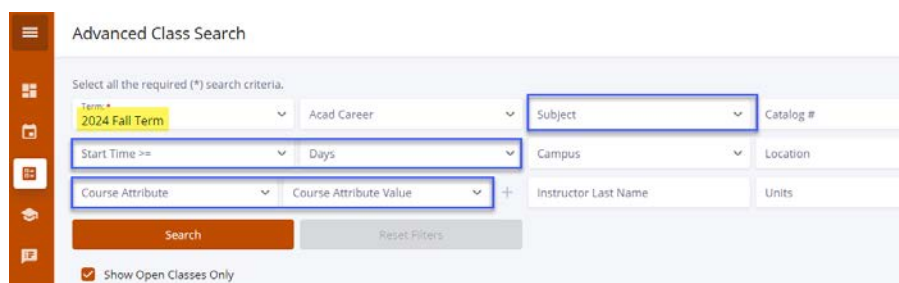 Advanced Class Search
Select all the required (*) search criteria.
Term: *
2024 Fall Term
Acad Career
Subject
Catalog #
Start Time >=
Days
Campus
Location
Course Attribute
Course Attribute Value
+
Instructor Last Name
Units
Search
Reset Filters
Show Open Classes Only